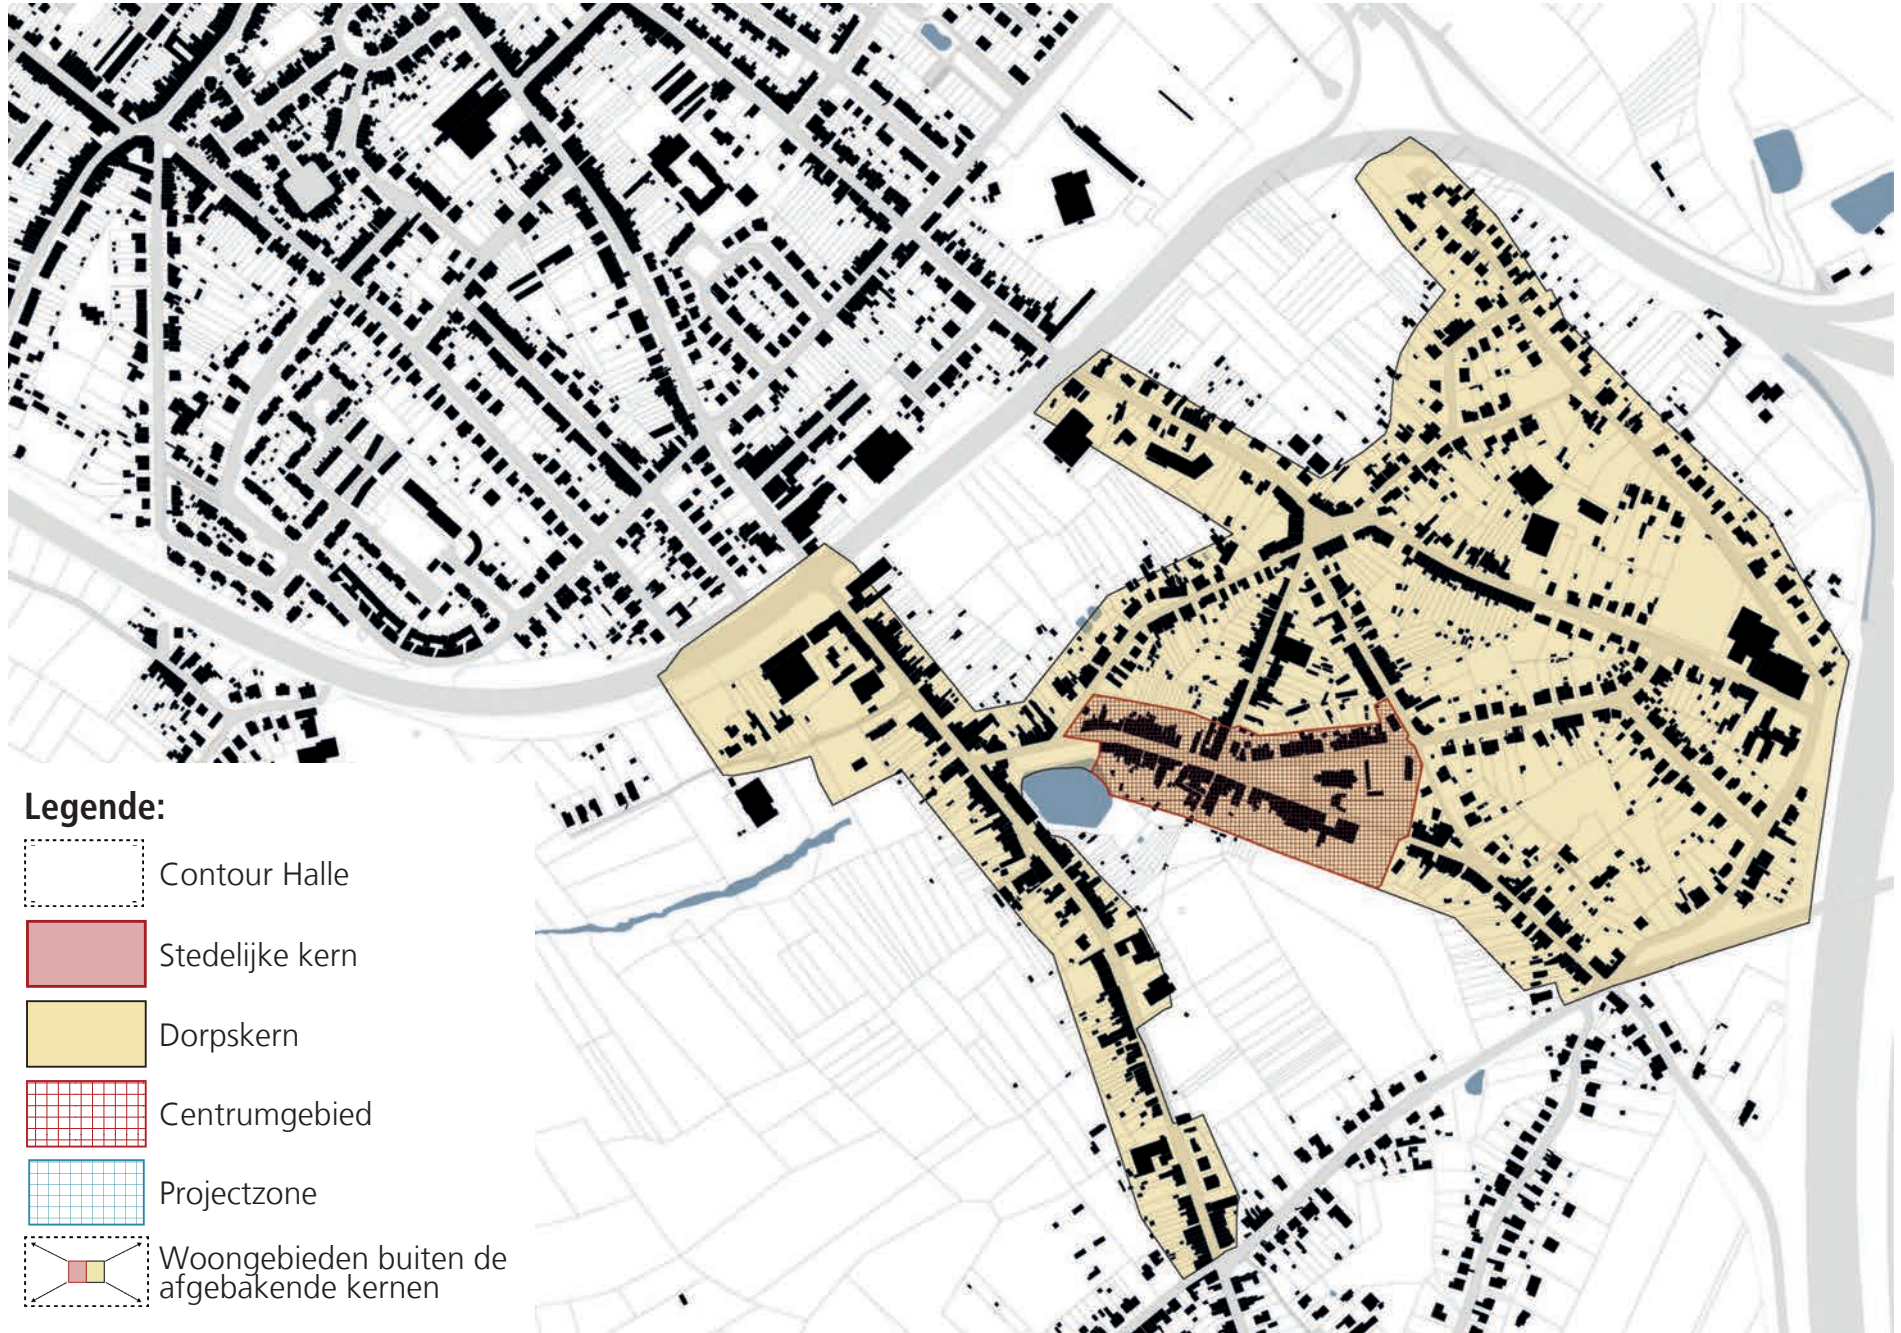 Legende:
Contour Halle
Stedelijke kern
Dorpskern
Centrumgebied
Projectzone
Woongebieden buiten de
afgebakende kernen